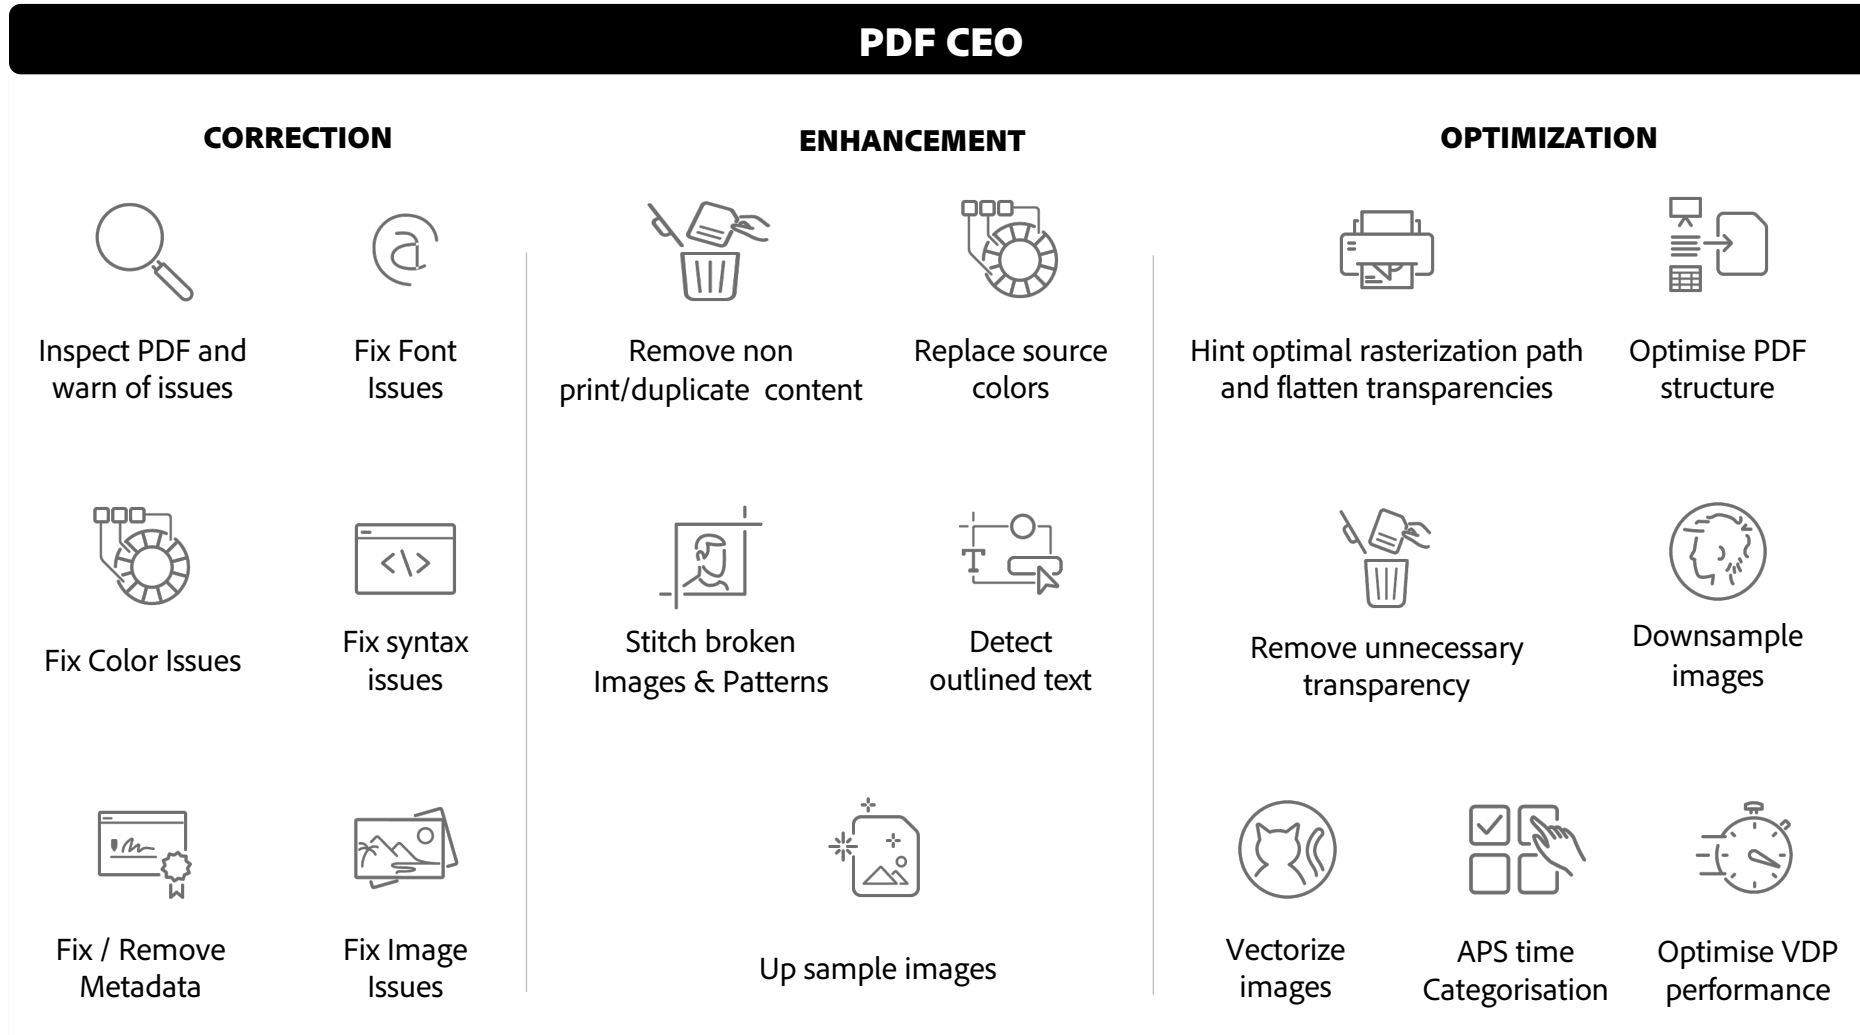 PDF CEO
CORRECTION
Inspect PDF and
warn of issues
Fix Font
Issues
Fix Color Issues
Fix syntax
issues
Fix / Remove
Metadata
Fix Image
Issues
ENHANCEMENT
Remove non
print/duplicate  content
Replace source
colors
Stitch broken
Images & Patterns
Detect
outlined text
Up sample images
OPTIMIZATION
Hint optimal rasterization path
and flatten transparencies
Optimise PDF
structure
Remove unnecessary
transparency
Downsample
images
Vectorize
images
APS time
Categorisation
Optimise VDP
performance